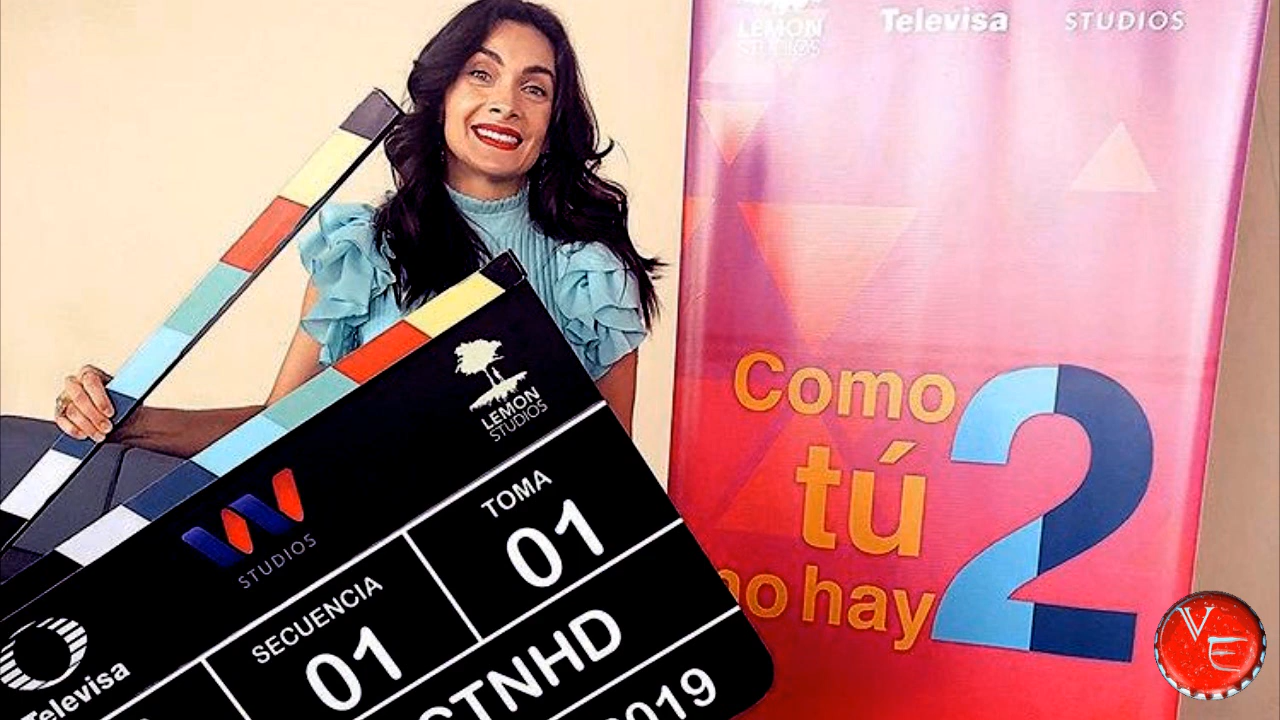 LEMON
STUDIOS
Televisa
STUDIOS
LEMON
STUDIOS
STUDIOS
TOMA
01
SECUENCIA
01
Televisa
CTNHD
2019
Como
tú
no hay
2
VE